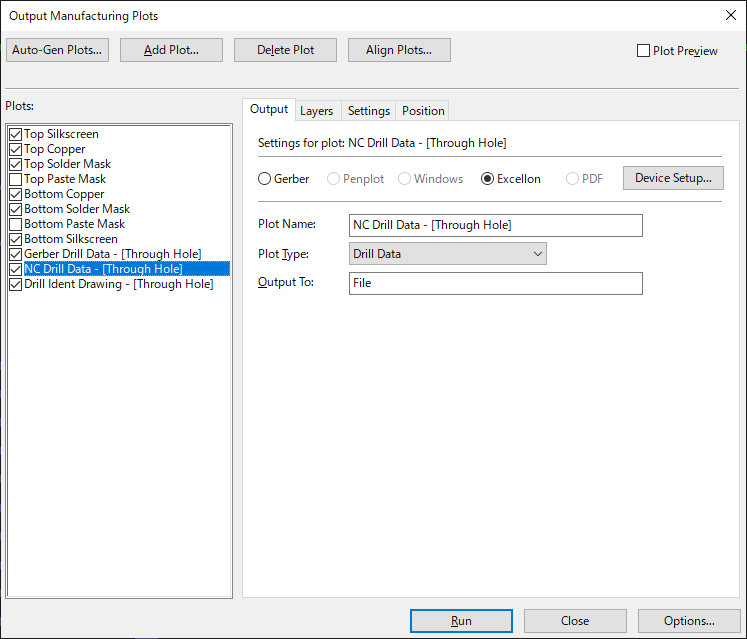 Output Manufacturing Plots
Auto-Gen Plots...
Add Plot...
Delete Plot
Align Plots...
Plot Preview
Plots:
Top Silkscreen
Top Copper
Top Solder Mask
Top Paste Mask
Bottom Copper
Bottom Solder Mask
Bottom Paste Mask
Bottom Silkscreen
Gerber Drill Data - [Through Hole]
NC Drill Data - [Through Hole]
Drill Ident Drawing - [Through Hole]
Output
Layers
Settings
Position
Settings for plot: NC Drill Data - [Through Hole]
Gerber
Penplot
Windows
Excellon
PDF
Device Setup...
Plot Name:
NC Drill Data - [Through Hole]
Plot Type:
Drill Data
Output To:
File
Run
Close
Options...